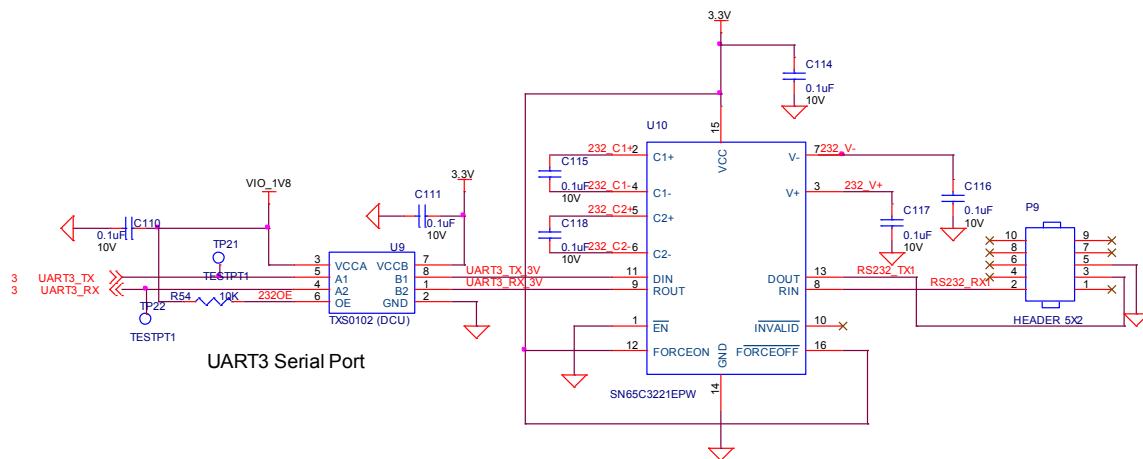 3.3V
C114
0.1uF
10V
U10
15
VCC
232_C1+ 2 C1+
C115
0.1uF
10V
232_C1- 4 C1-
232_C2+ 5 C2+
C118
0.1uF
10V
232_C2- 6 C2-
V- 7 232_V-
V+ 3 232_V+
C116
0.1uF
10V
C117
0.1uF
10V
P9
VIO_1V8
C110
0.1uF
10V
C111
0.1uF
10V
3.3V
TP21
TESTPT1
U9
3 VCCA VCCB 7
3 UART3_TX 5 A1 B2 8 UART3_TX_3V 11 DIN DOUT 13 RS232_TX1
3 UART3_RX 4 A2 B1 1 UART3_RX_3V 9 ROUT RIN 8 RS232_RX1
R54 10K 232OE 6 OE GND 2
TP22
TESTPT1
TXS0102 (DCU)
1 EN INVALID 10
12 FORCEON FORCEOFF 16
GND
14
SN65C3221EPW
10 9
8 7
6 5
4 3
2 1
HEADER 5X2
UART3 Serial Port